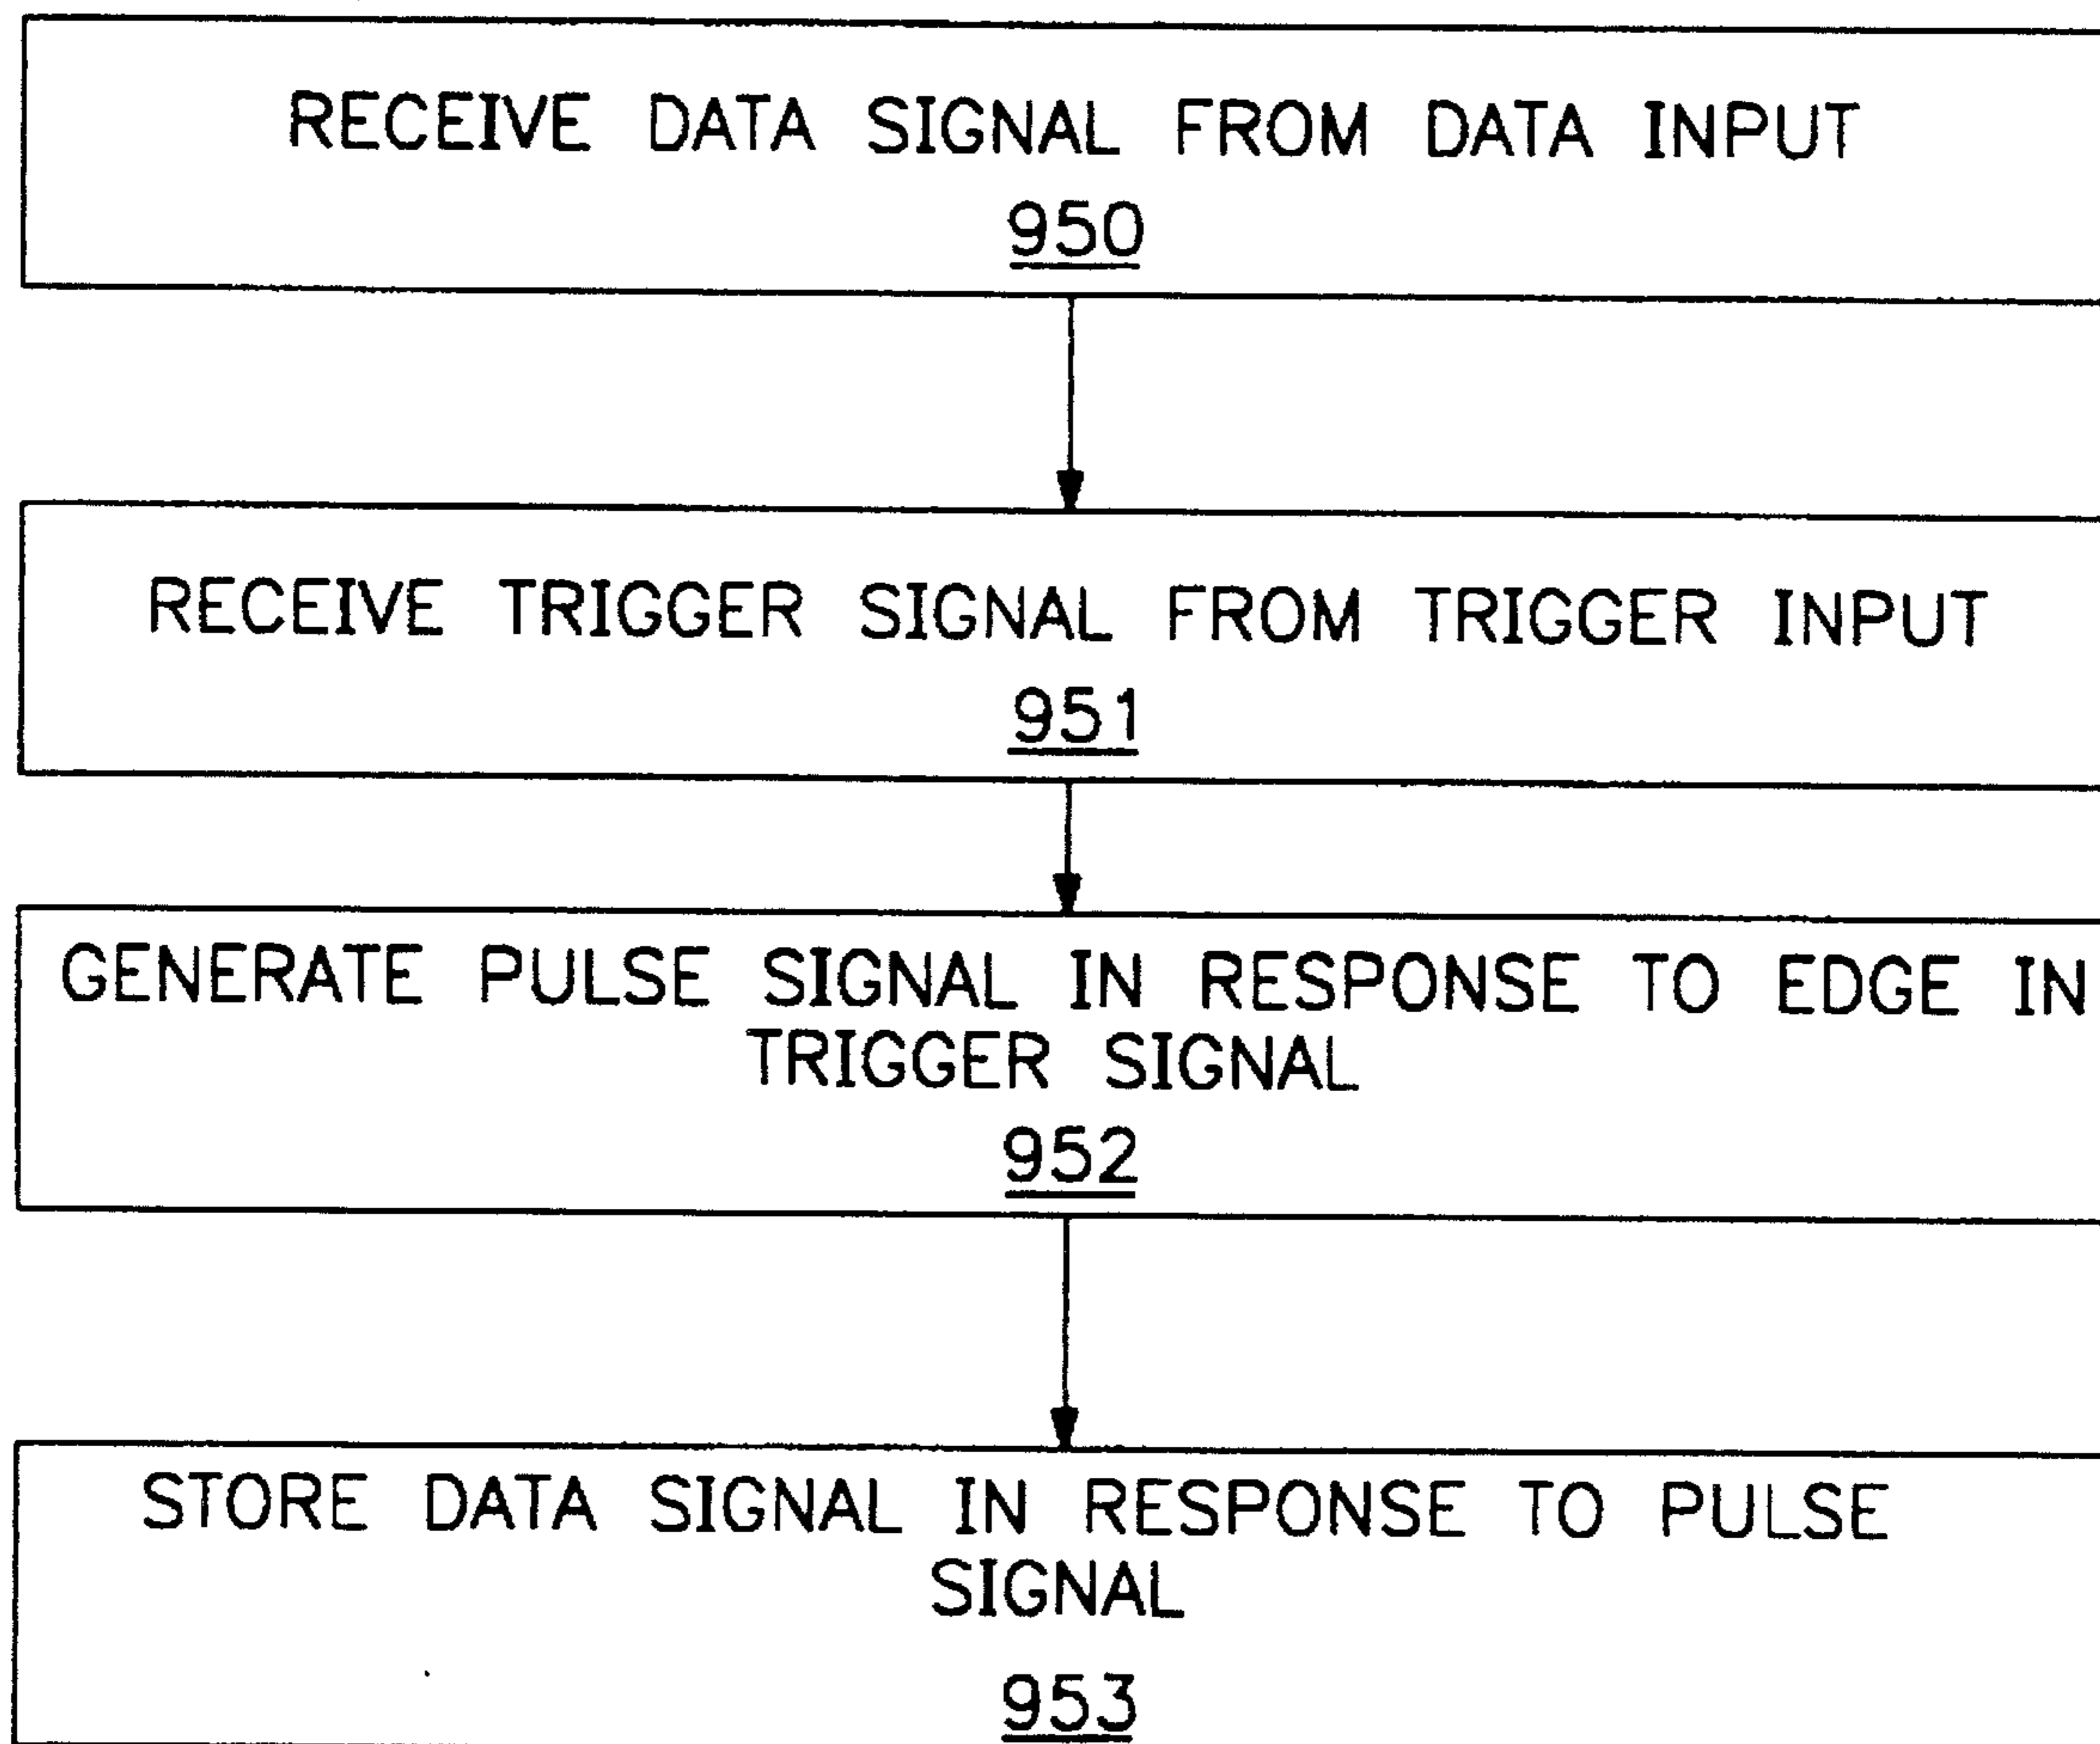 RECEIVE DATA SIGNAL FROM DATA INPUT
950
RECEIVE TRIGGER SIGNAL FROM TRIGGER INPUT
951
GENERATE PULSE SIGNAL IN RESPONSE TO EDGE IN
TRIGGER SIGNAL
952
STORE DATA SIGNAL IN RESPONSE TO PULSE
SIGNAL
953